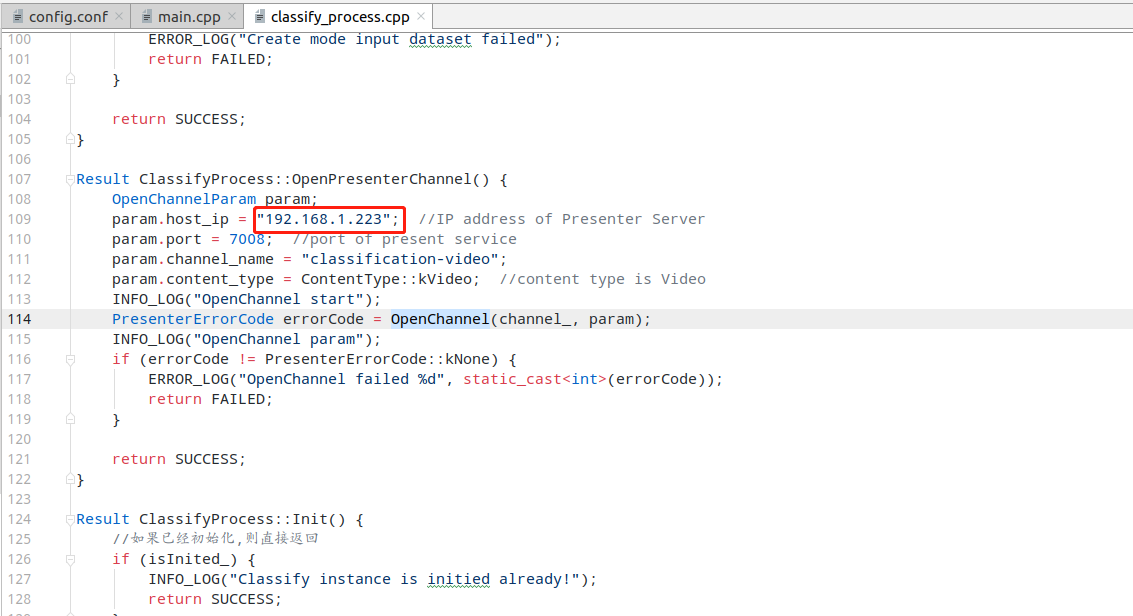 config.conf × main.cpp × classify_process.cpp ×
100 ERROR_LOG("Create mode input dataset failed");
101 return FAILED;
102 }
103
104 return SUCCESS;
105 }
106
107 Result ClassifyProcess::OpenPresenterChannel() {
108 OpenChannelParam param;
109 param.host_ip = "192.168.1.223"; //IP address of Presenter Server
110 param.port = 7008; //port of present service
111 param.channel_name = "classification-video";
112 param.content_type = ContentType::kVideo; //content type is Video
113 INFO_LOG("OpenChannel start");
114 PresenterErrorCode errorCode = OpenChannel(channel_, param);
115 INFO_LOG("OpenChannel param");
116 if (errorCode != PresenterErrorCode::kNone) {
117 ERROR_LOG("OpenChannel failed %d", static_cast<int>(errorCode));
118 return FAILED;
119 }
120
121 return SUCCESS;
122 }
123
124 Result ClassifyProcess::Init() {
125 //如果已经初始化,则直接返回
126 if (isInited_) {
127 INFO_LOG("Classify instance is initied already!");
128 return SUCCESS;